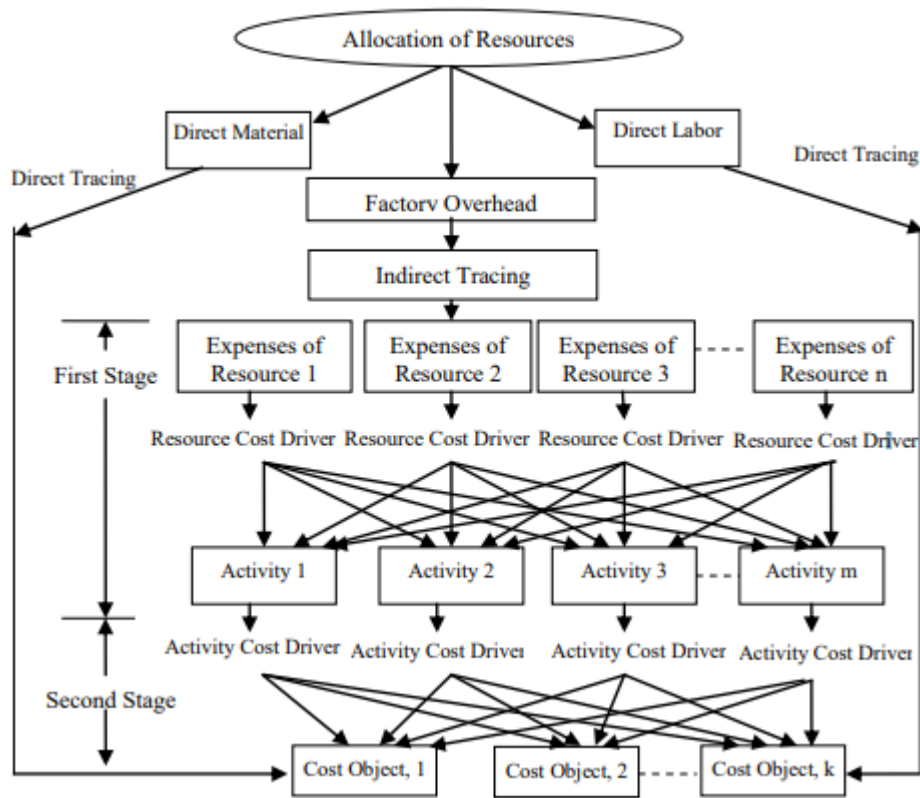 Allocation of Resources
Direct Material
Direct Labor
Direct Tracing
Direct Tracing
Factorv Overhead
Indirect Tracing
First Stage
Expenses of
Resource 1
Expenses of
Resource 2
Expenses of
Resource 3
Expenses of
Resource n
Resource Cost Driver
Resource Cost Driver
Resource Cost Driver
Resource Cost Driver
Activity 1
Activity 2
Activity 3
Activity m
Second Stage
Activity Cost Driver
Activity Cost Driver
Activity Cost Driver
Activity Cost Driver
Cost Object, 1
Cost Object, 2
Cost Object, k